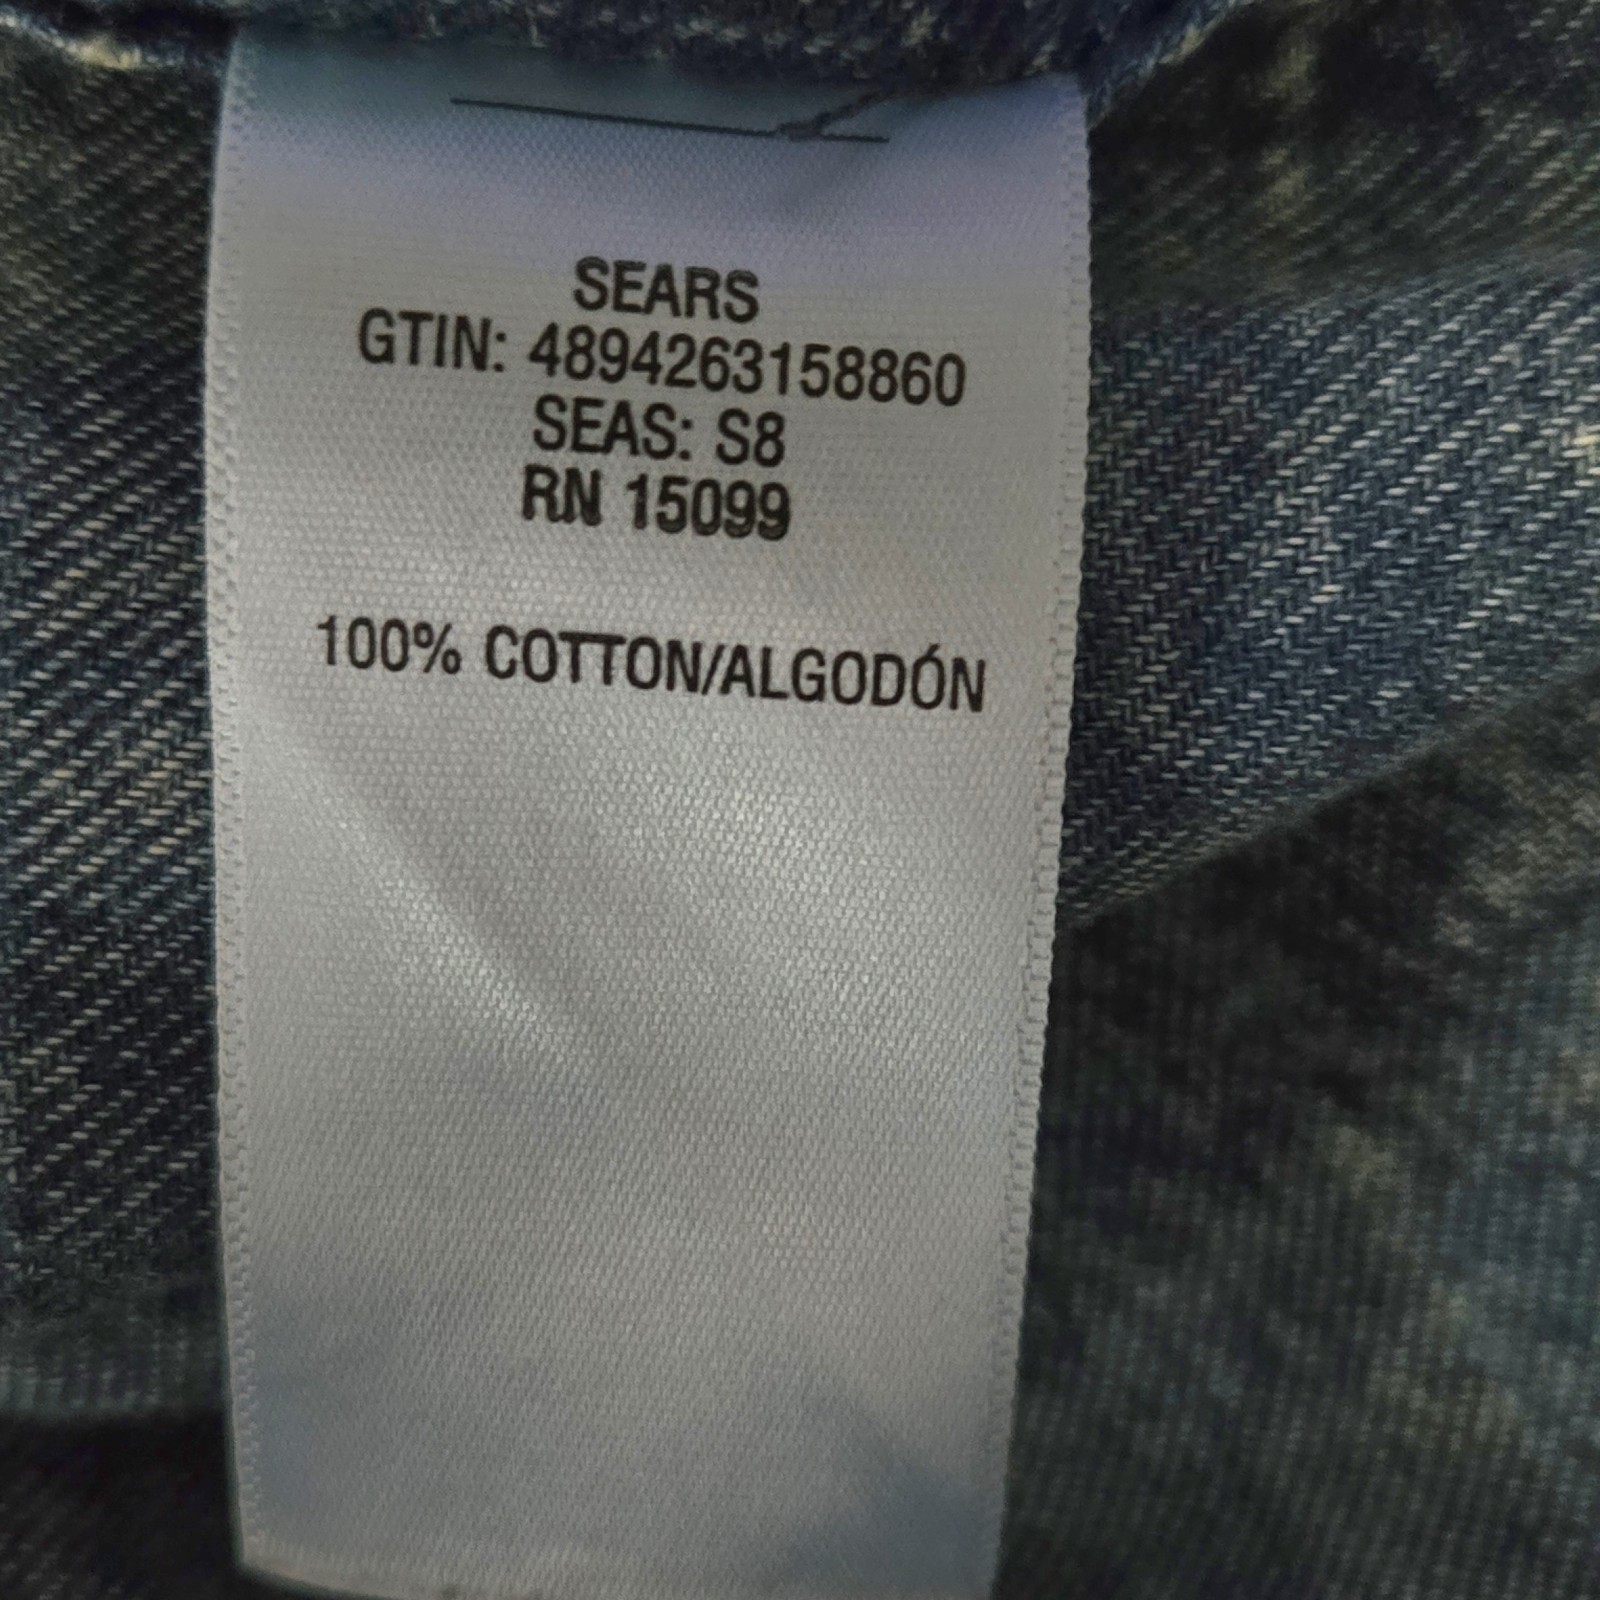 SEARS
GTIN: 4894263158860
SEAS: S8
RN 15099
100% COTTON/ALGODÓN